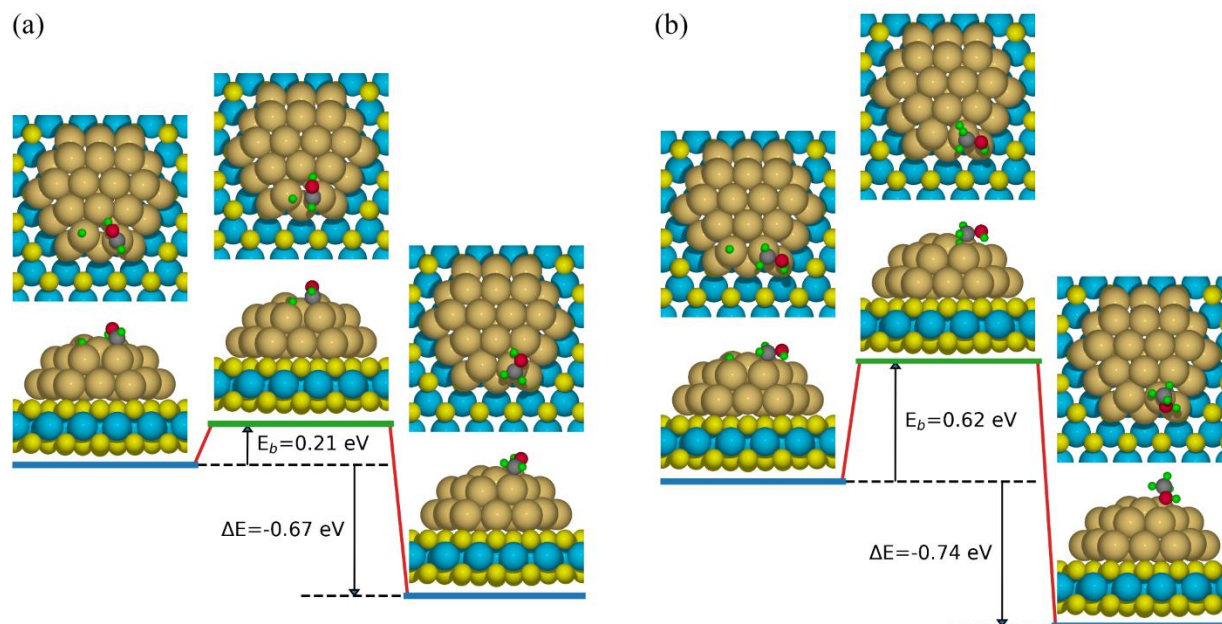 (a)
E_b=0.21 eV
ΔE=-0.67 eV
(b)
E_b=0.62 eV
ΔE=-0.74 eV